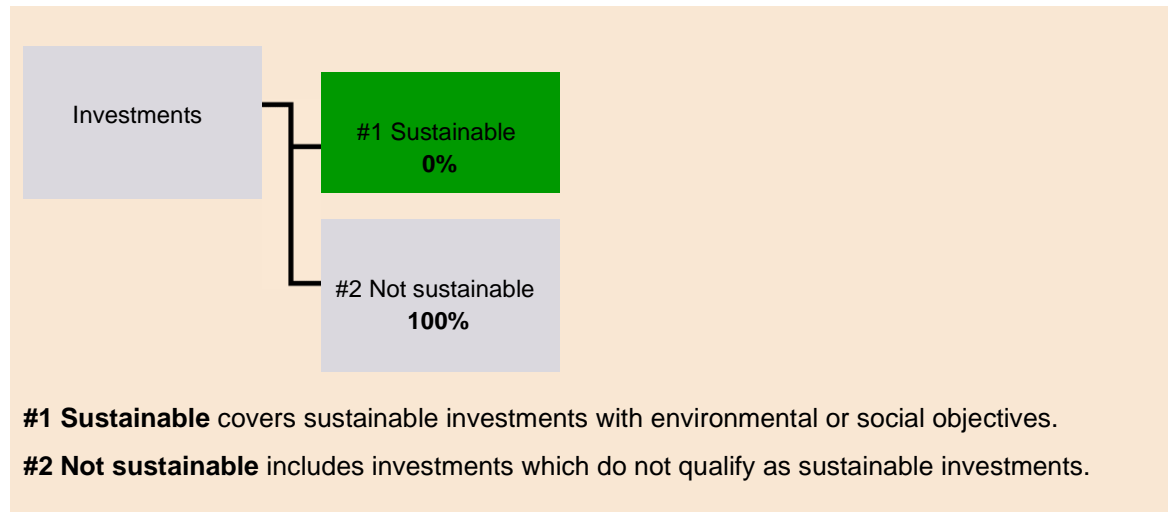 Investments
#1 Sustainable
0%
#2 Not sustainable
100%
#1 Sustainable covers sustainable investments with environmental or social objectives.
#2 Not sustainable includes investments which do not qualify as sustainable investments.